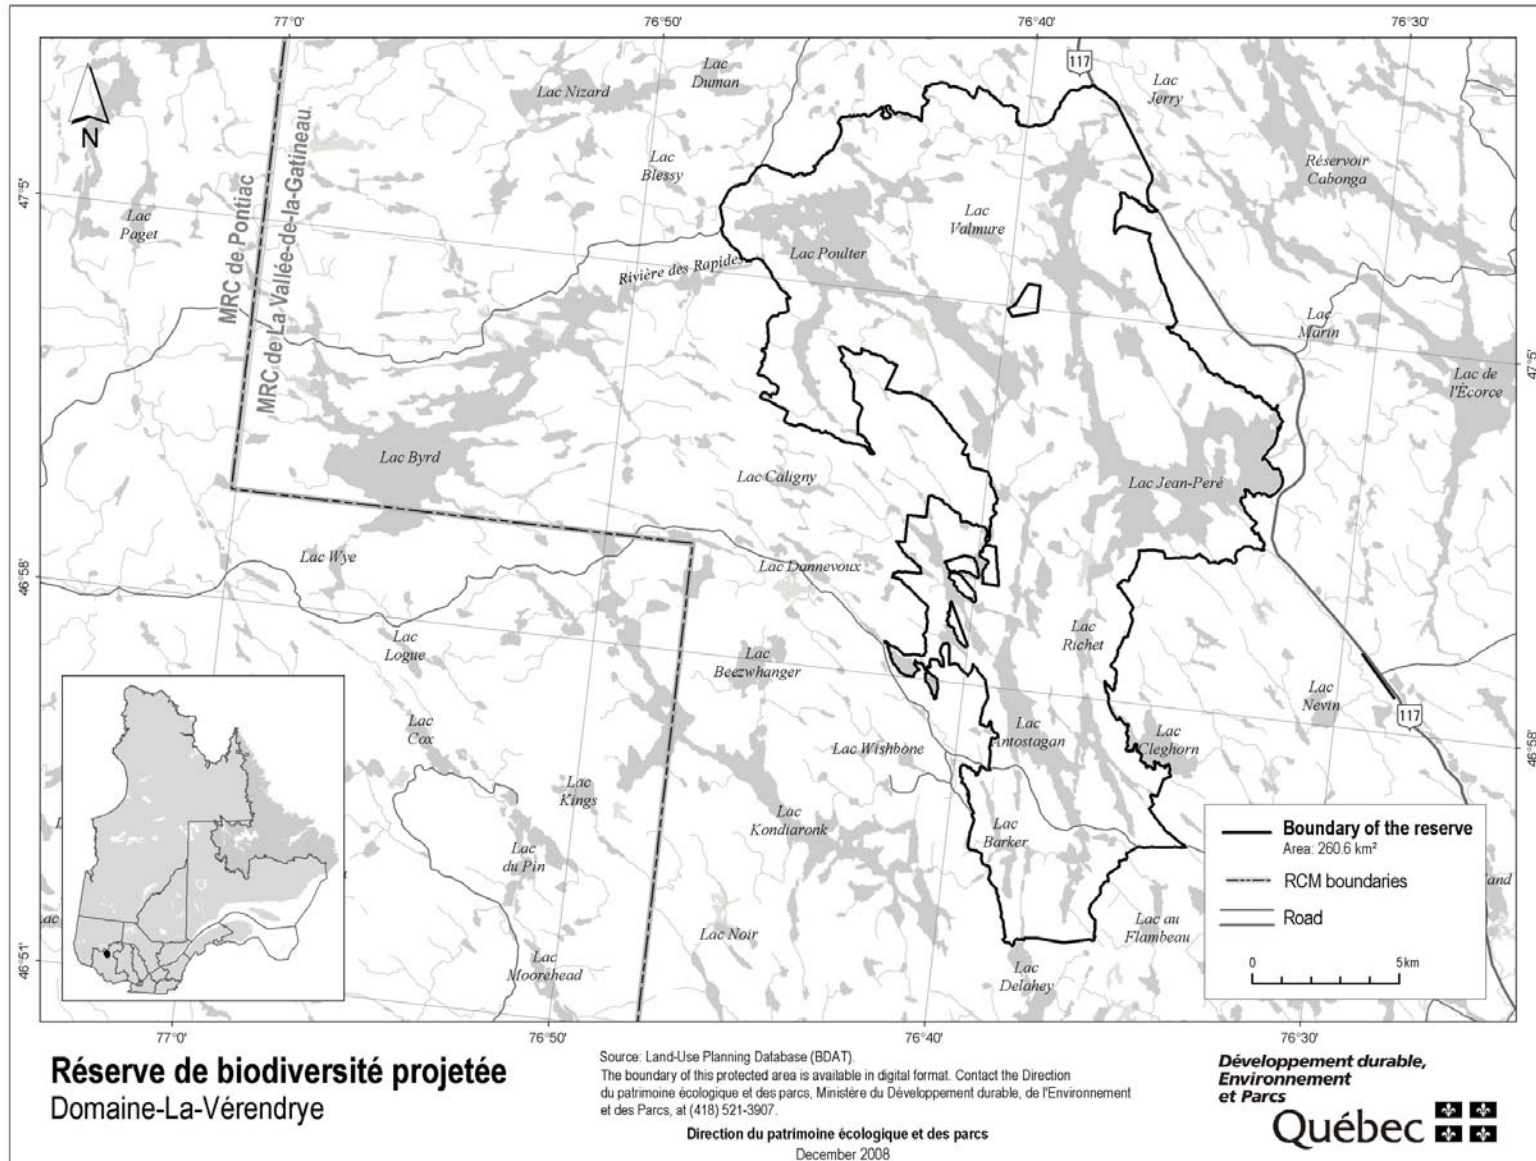 77°0'
76°50'
76°40'
76°30'
117
Lac
Duman
Lac Nizard
Lac
Jerry
N
MRC de Pontiac
MRC de La Vallée-de-la-Gatineau
Lac
Blessy
Réservoir
Cabonga
47°5'
Lac
Paget
Lac
Valmure
Lac Poulter
Rivière des Rapides
Lac
Marin
47°5'
Lac de
l'Écorce
Lac Byrd
Lac Caligny
Lac Jean-Peré
Lac Wye
Lac Dannevoux
46°58'
Lac
Logue
Lac
Beezwhanger
Lac
Richet
Lac
Nevin
117
Lac
Cox
Lac Wishbone
Lac
Antostagan
Lac
Cleghorn
46°58'
Lac
Kings
Lac
Kondiaronk
Lac
Barker
Lac
du Pin
Lac Noir
Lac au
Flambeau
Lac
Moorehead
Lac
Delahey
46°51'
Boundary of the reserve
Area: 260.6 km²
RCM boundaries
Road
0 5 km
77°0'
76°50'
76°40'
76°30'
Réserve de biodiversité projetée
Domaine-La-Vérendrye
Source: Land-Use Planning Database (BDAT).
The boundary of this protected area is available in digital format. Contact the Direction
du patrimoine écologique et des parcs, Ministère du Développement durable, de l'Environnement
et des Parcs, at (418) 521-3907.
Direction du patrimoine écologique et des parcs
December 2008
Développement durable,
Environnement
et Parcs
Québec